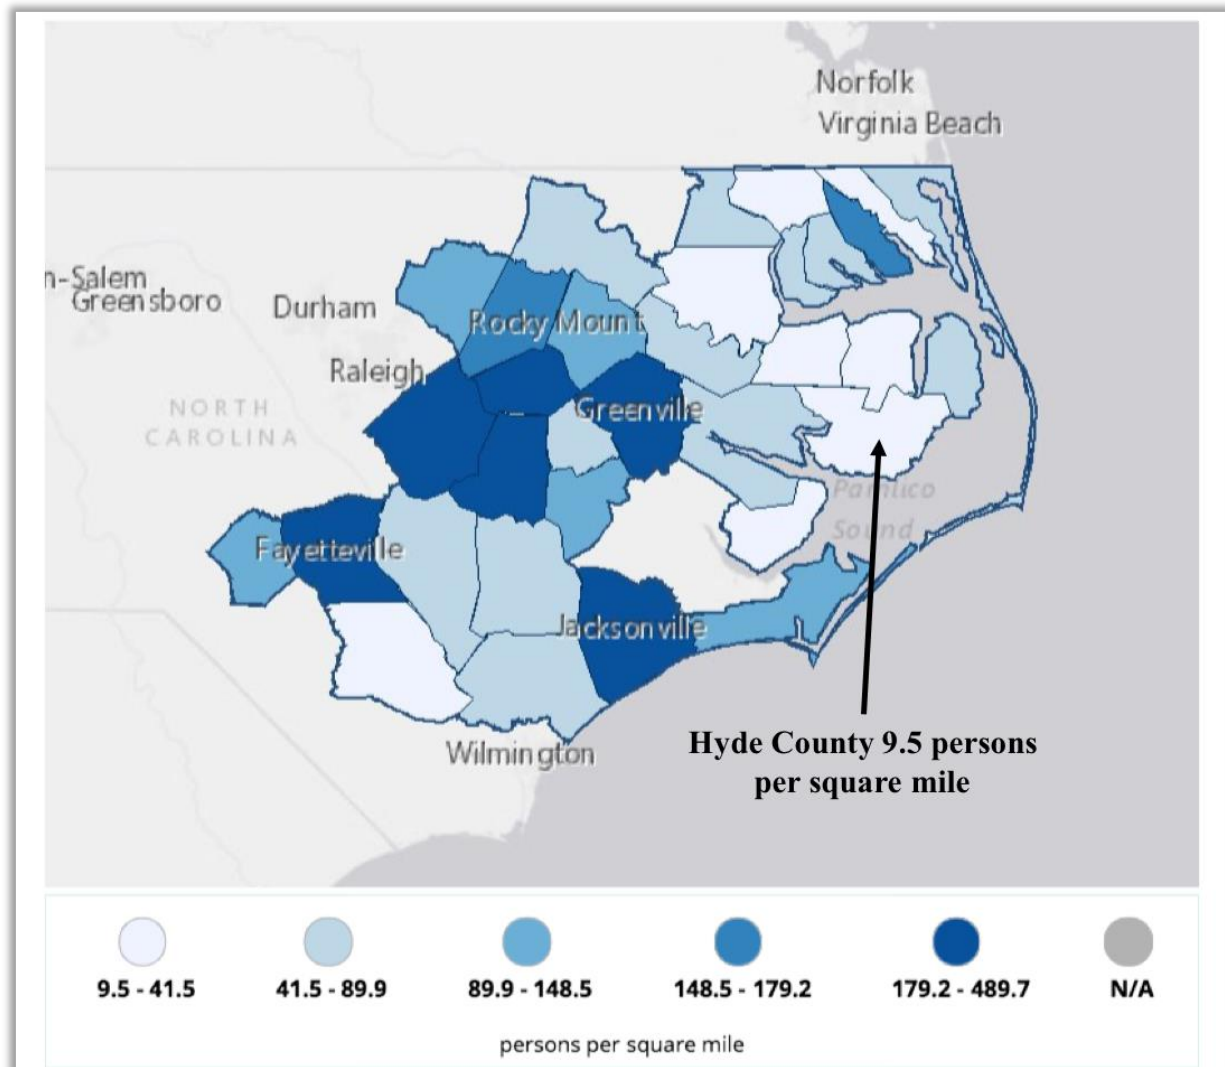 Norfolk
Virginia Beach
n-Salem
Greensboro
Durham
Rocky Mount
Raleigh
NORTH
CAROLINA
Greenville
Pamlico
Sound
Fayetteville
Jacksonville
Wilmington
Hyde County 9.5 persons
per square mile
9.5 - 41.5
41.5 - 89.9
89.9 - 148.5
148.5 - 179.2
179.2 - 489.7
N/A
persons per square mile